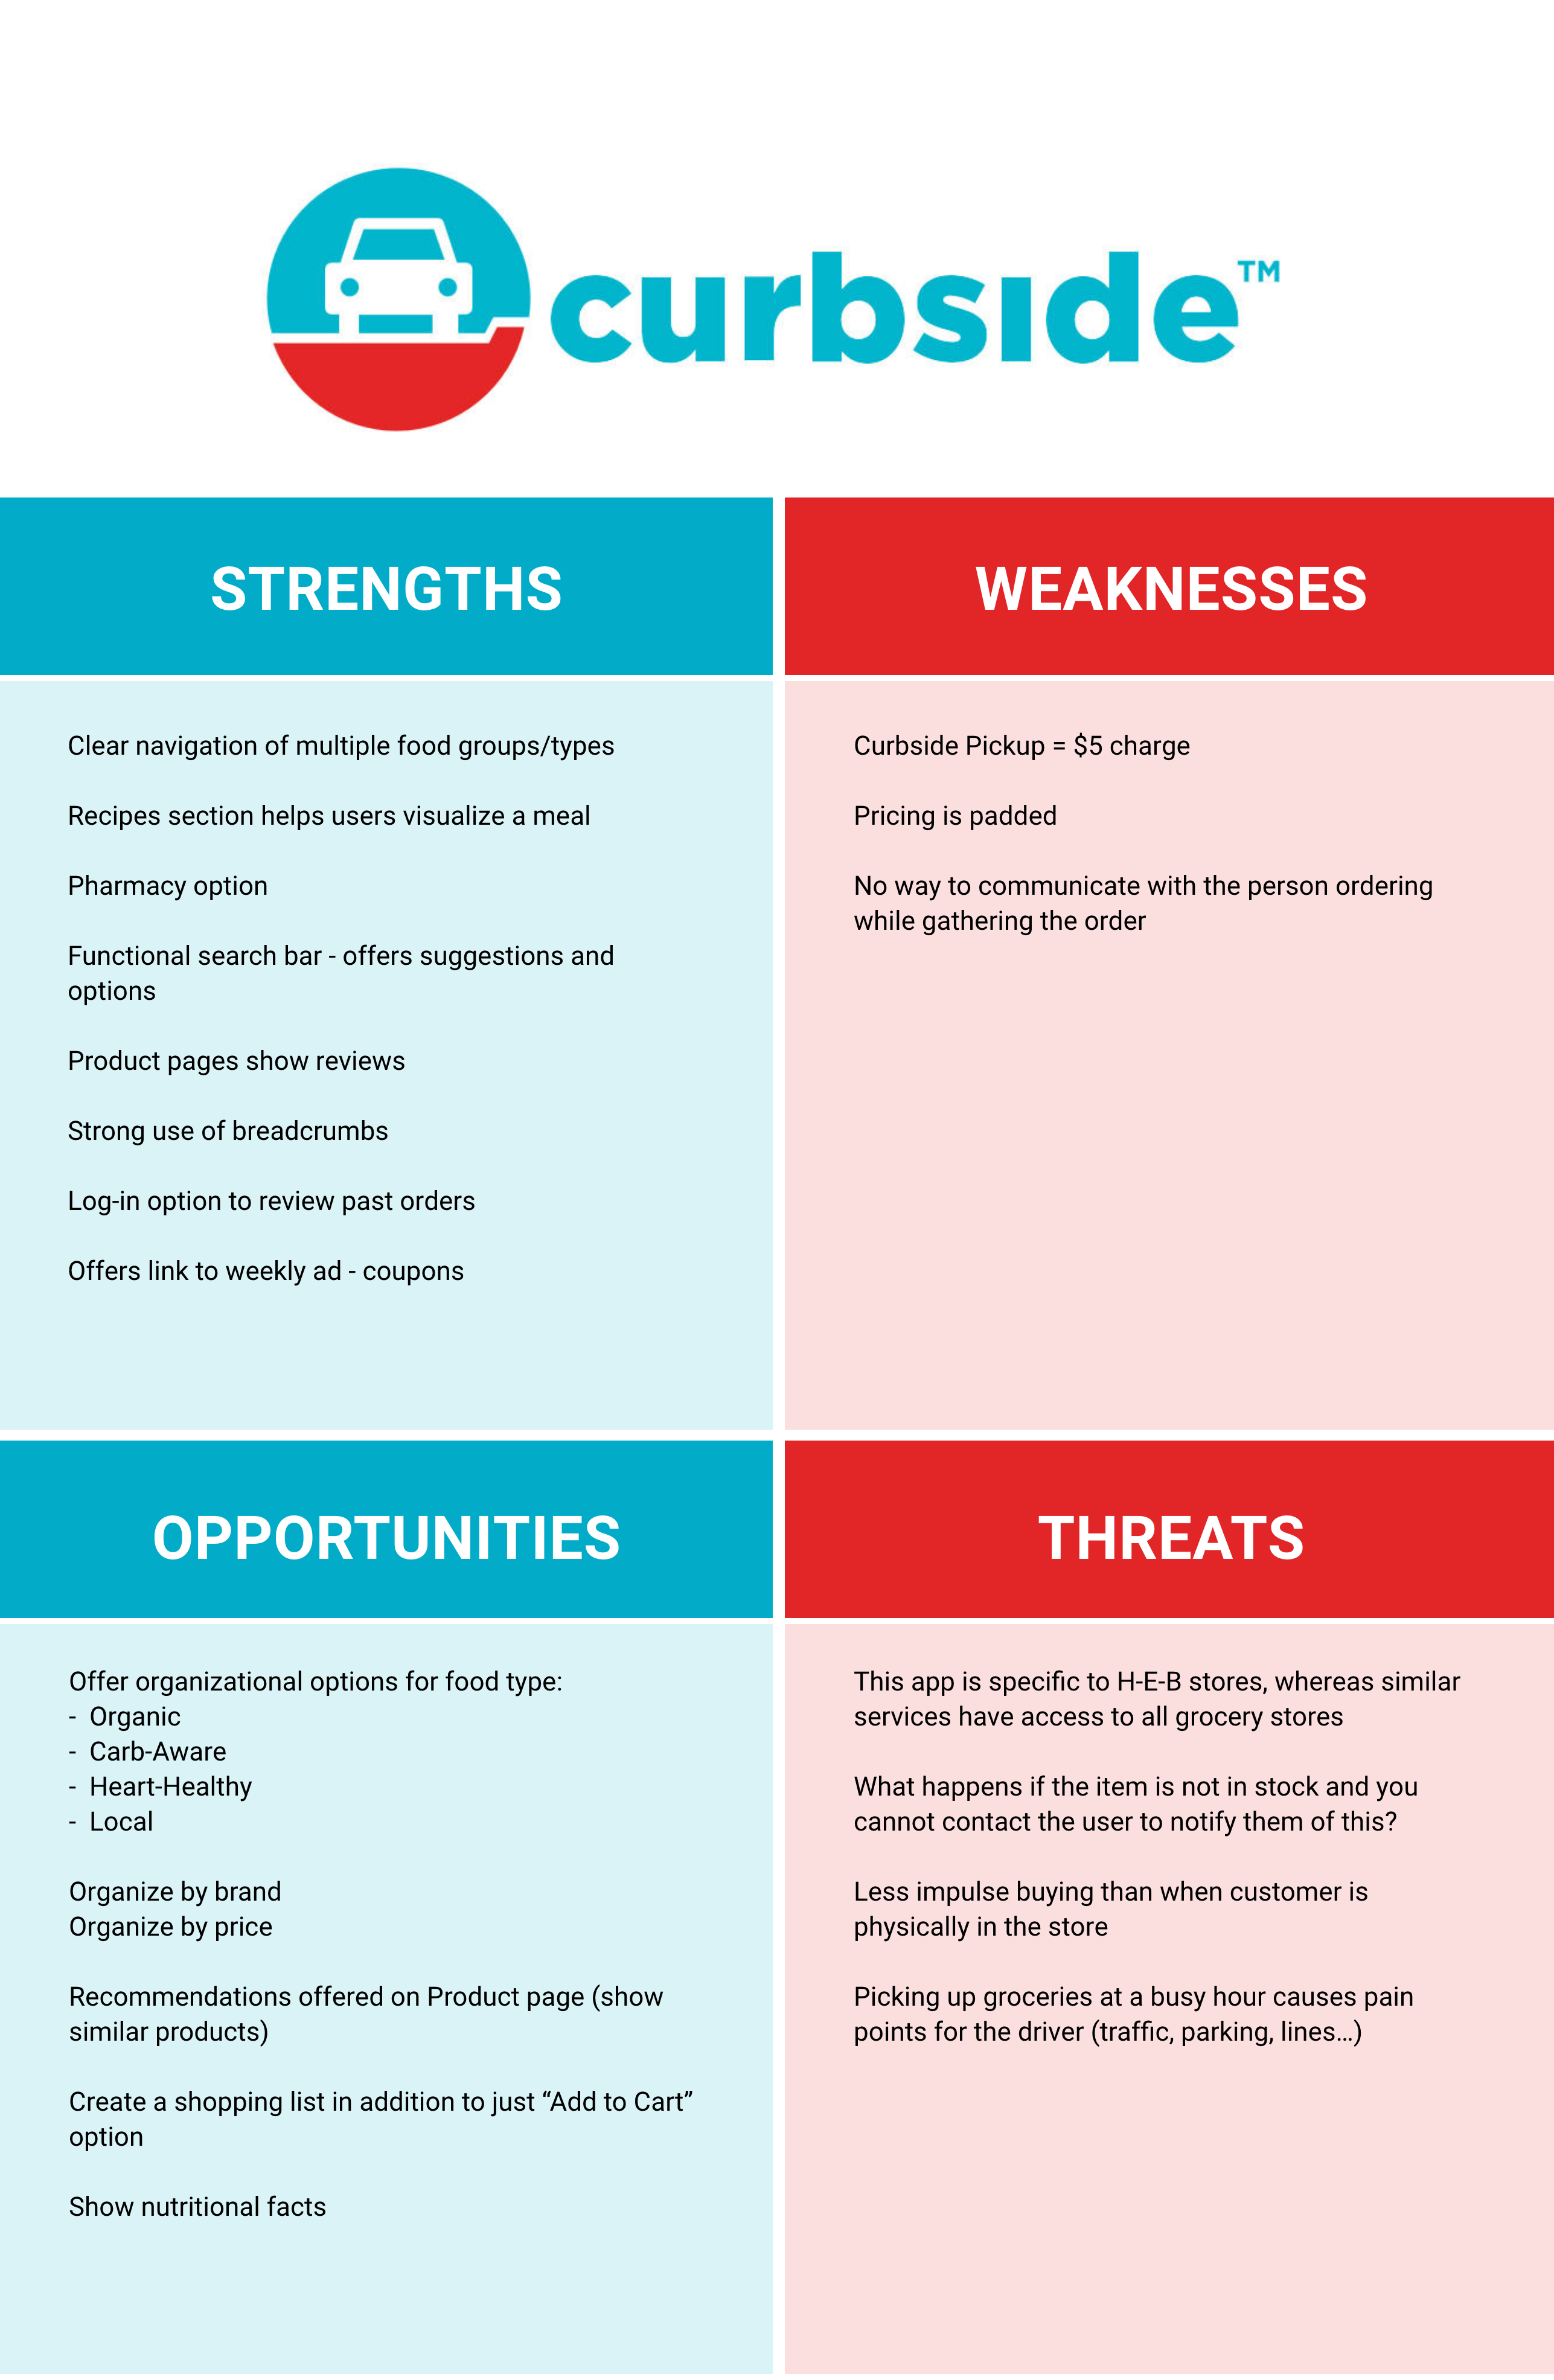 curbside™
STRENGTHS
Clear navigation of multiple food groups/types
Recipes section helps users visualize a meal
Pharmacy option
Functional search bar - offers suggestions and
options
Product pages show reviews
Strong use of breadcrumbs
Log-in option to review past orders
Offers link to weekly ad - coupons
WEAKNESSES
Curbside Pickup = $5 charge
Pricing is padded
No way to communicate with the person ordering
while gathering the order
OPPORTUNITIES
Offer organizational options for food type:
- Organic
- Carb-Aware
- Heart-Healthy
- Local
Organize by brand
Organize by price
Recommendations offered on Product page (show
similar products)
Create a shopping list in addition to just “Add to Cart”
option
Show nutritional facts
THREATS
This app is specific to H-E-B stores, whereas similar
services have access to all grocery stores
What happens if the item is not in stock and you
cannot contact the user to notify them of this?
Less impulse buying than when customer is
physically in the store
Picking up groceries at a busy hour causes pain
points for the driver (traffic, parking, lines…)